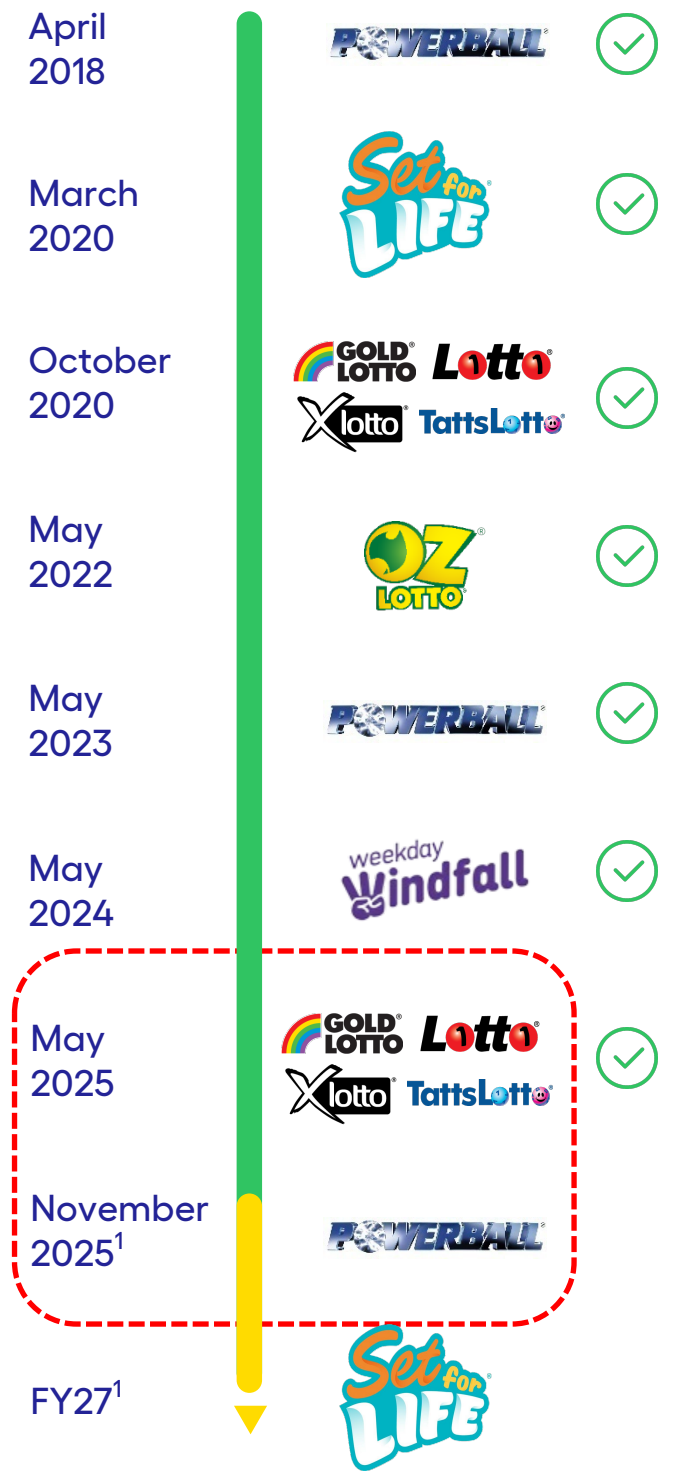 April
2018
POWERBALL®
March
2020
Set for®
LIFE
October
2020
GOLD®
LOTTO
Lotto®
Xlotto®
TattsLotto®
May
2022
OZ®
LOTTO®
May
2023
POWERBALL®
May
2024
weekday
Windfall
May
2025
GOLD®
LOTTO
Lotto®
Xlotto®
TattsLotto®
November
2025¹
POWERBALL®
FY27¹
Set for®
LIFE